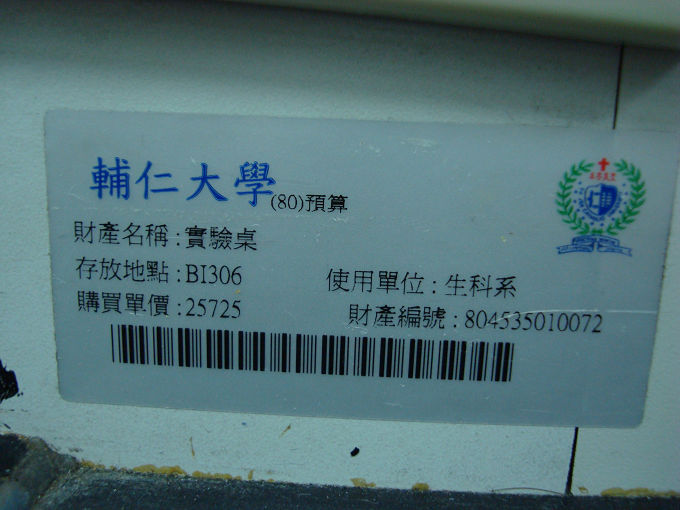 輔仁大學(80)預算
財產名稱:實驗桌
存放地點:BI306 使用單位:生科系
購買單價:25725 財產編號:804535010072